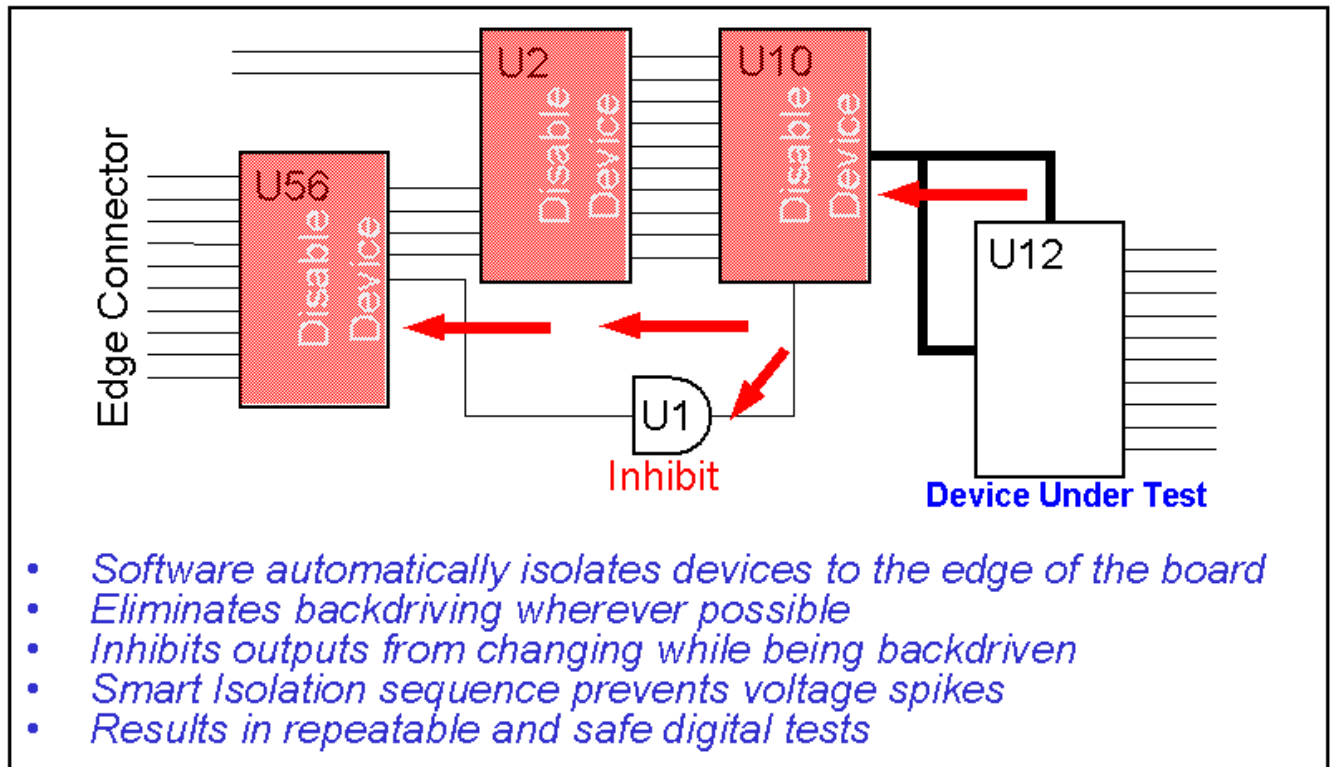 U2
Disable
Device
U10
Disable
Device
Edge Connector
U56
Disable
Device
U12
U1
Inhibit
Device Under Test
• Software automatically isolates devices to the edge of the board
• Eliminates backdriving wherever possible
• Inhibits outputs from changing while being backdriven
• Smart Isolation sequence prevents voltage spikes
• Results in repeatable and safe digital tests